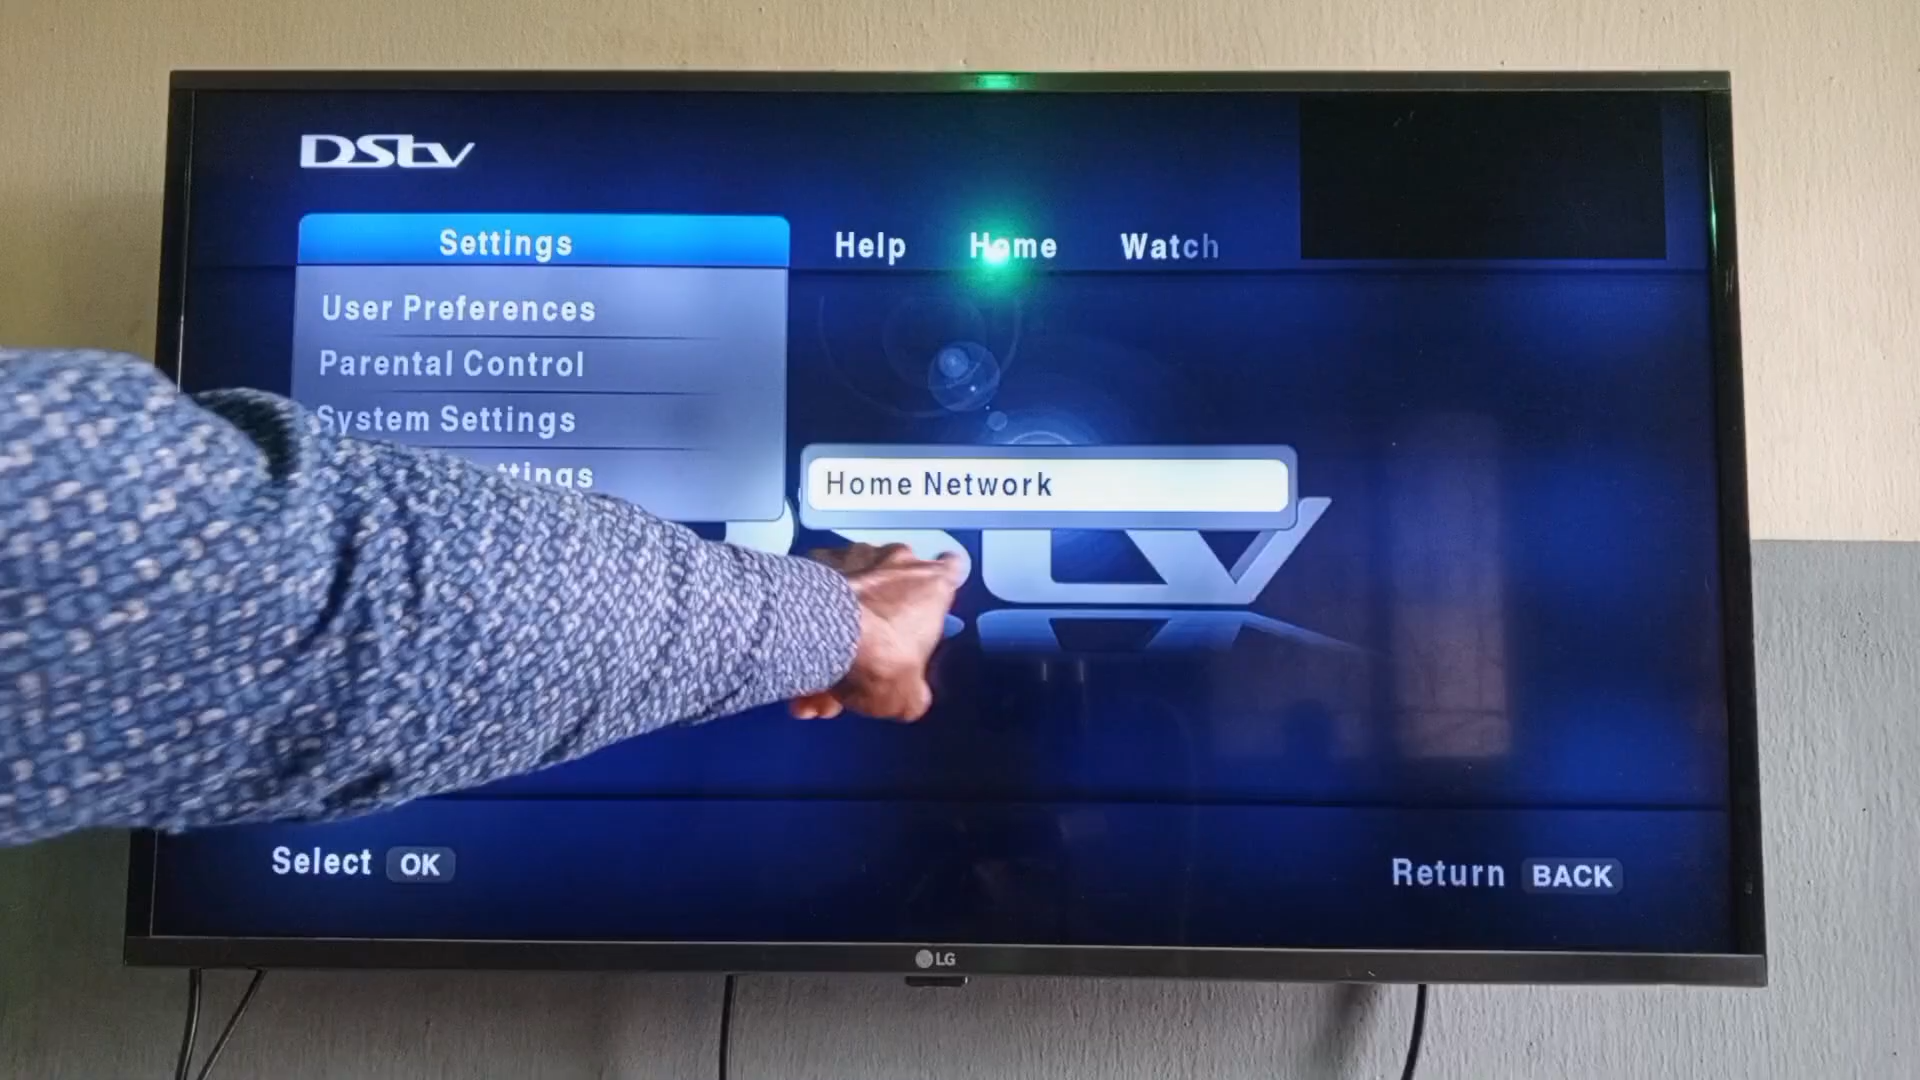 DStv
Settings Help Home Watch
User Preferences
Parental Control
System Settings
Home Network
Select OK
Return BACK
LG